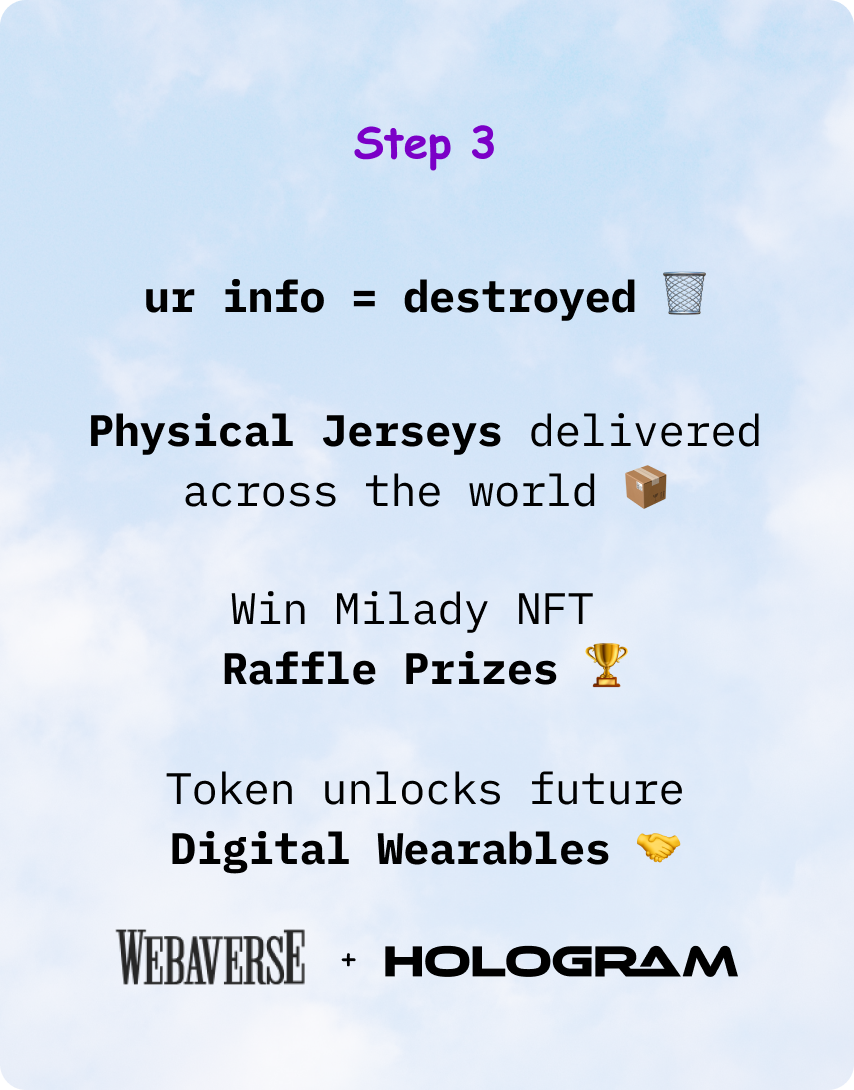 Step 3
ur info = destroyed 🗑️
Physical Jerseys delivered
across the world 📦
Win Milady NFT
Raffle Prizes 🏆
Token unlocks future
Digital Wearables 🤝
WEBAVERSE + HOLOGRAM